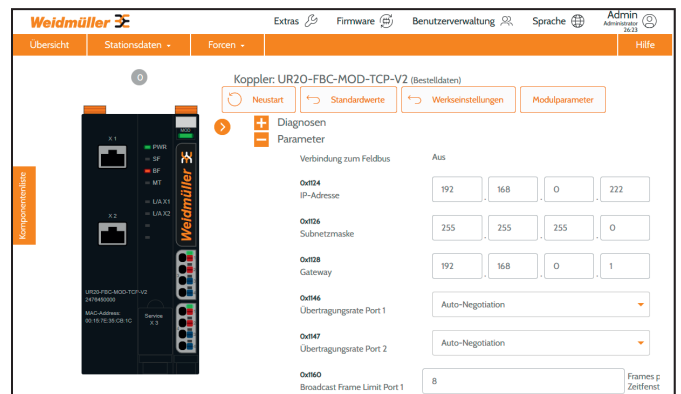 Weidmüller
Extras Firmware Benutzerverwaltung Sprache Admin
Administrator
26:23
Übersicht Stationsdaten Forcen Hilfe
0
Koppler: UR20-FBC-MOD-TCP-V2 (Bestelldaten)
Neustart Standardwerte Werkseinstellungen Modulparameter
Diagnosen
Parameter
Verbindung zum Feldbus Aus
0x1124
IP-Adresse 192 . 168 . 0 . 222
0x1126
Subnetzmaske 255 . 255 . 255 . 0
0x1128
Gateway 192 . 168 . 0 . 1
0x1146
Übertragungsrate Port 1 Auto-Negotiation
0x1147
Übertragungsrate Port 2 Auto-Negotiation
0x1160
Broadcast Frame Limit Port 1 8 Frames p
Zeitfenst
Komponentenliste
MOD
X 1
PWR
SF
BF
MT
L/A X1
X 2
L/A X2
Weidmüller
UR20-FBC-MOD-TCP-V2
2476450000
MAC-Address:
00:15:7E:35:CB:1C
Service
X 3